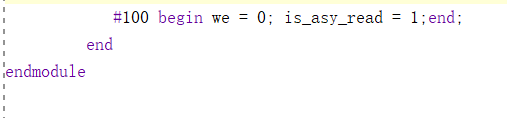 #100 begin we = 0; is_asy_read = 1;end;
end
endmodule